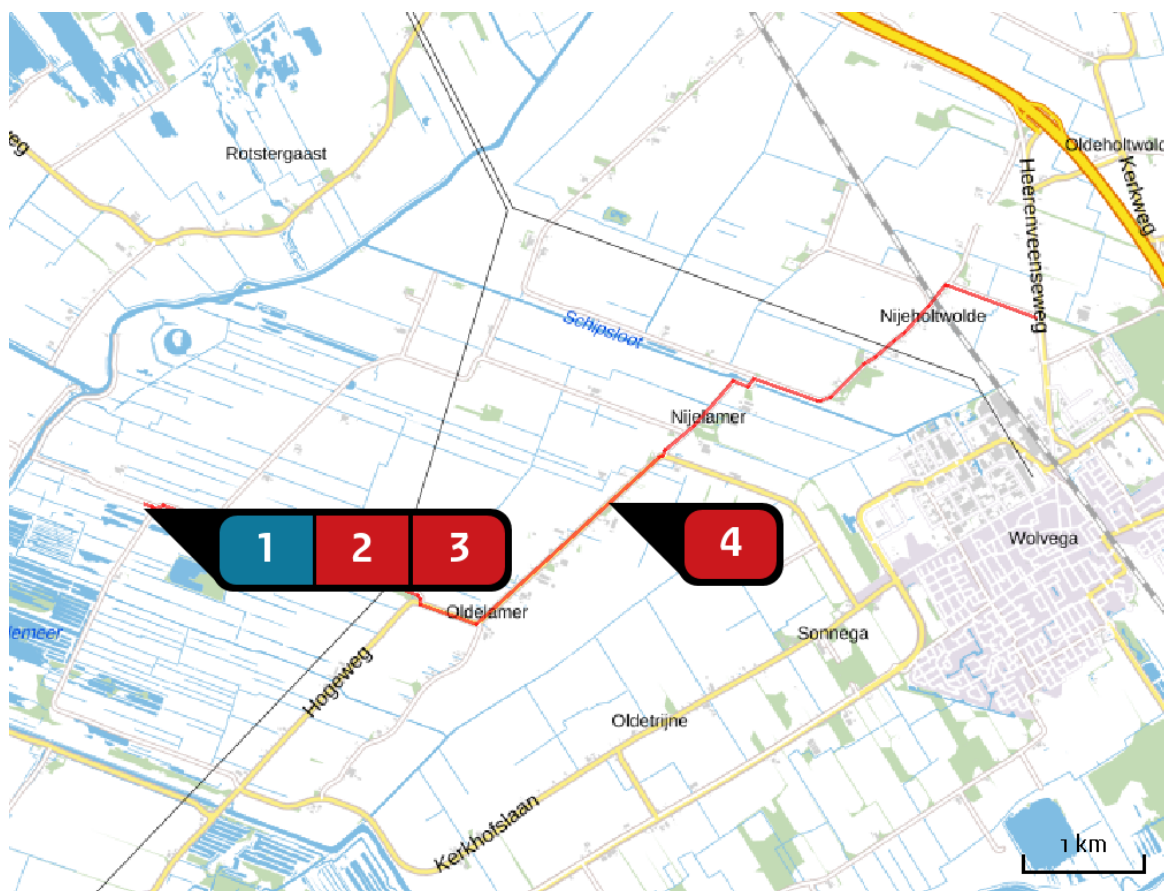 Rotstergaast
Oldeholtwolde
Heerenveenseweg
Kerkweg
Schipsloot
Nijeholtwolde
Nijelamer
1 2 3
4
Wolvega
Oldelamer
Sonnega
Hogeweg
Oldetrijne
Kerkhofslaan
1 km